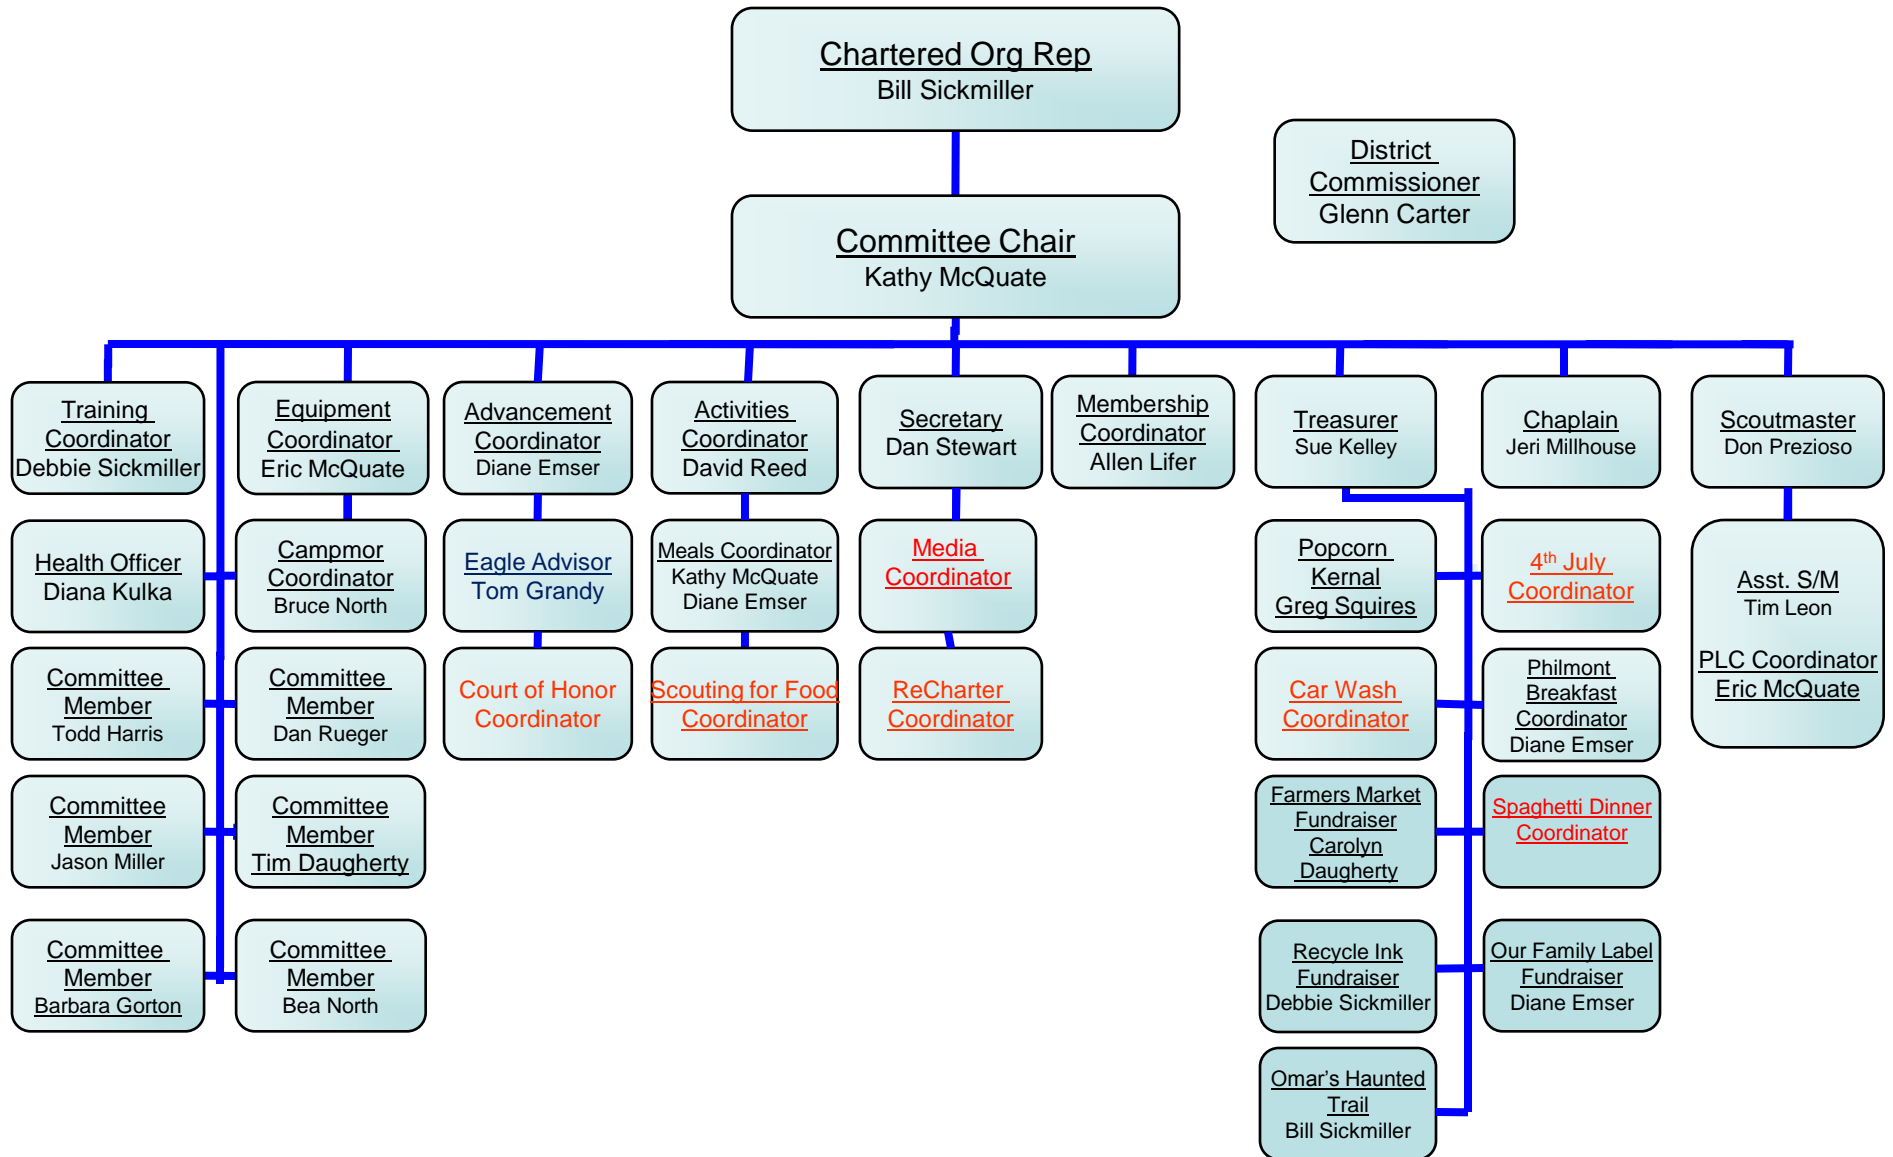 Chartered Org Rep
Bill Sickmiller
District
Commissioner
Glenn Carter
Committee Chair
Kathy McQuate
Training
Coordinator
Debbie Sickmiller
Equipment
Coordinator
Eric McQuate
Advancement
Coordinator
Diane Emser
Activities
Coordinator
David Reed
Secretary
Dan Stewart
Membership
Coordinator
Allen Lifer
Treasurer
Sue Kelley
Chaplain
Jeri Millhouse
Scoutmaster
Don Prezioso
Health Officer
Diana Kulka
Campmor
Coordinator
Bruce North
Eagle Advisor
Tom Grandy
Meals Coordinator
Kathy McQuate
Diane Emser
Media
Coordinator
Popcorn
Kernal
Greg Squires
4th July
Coordinator
Asst. S/M
Tim Leon
PLC Coordinator
Eric McQuate
Committee
Member
Todd Harris
Committee
Member
Dan Rueger
Court of Honor
Coordinator
Scouting for Food
Coordinator
ReCharter
Coordinator
Car Wash
Coordinator
Philmont
Breakfast
Coordinator
Diane Emser
Committee
Member
Jason Miller
Committee
Member
Tim Daugherty
Farmers Market
Fundraiser
Carolyn
Daugherty
Spaghetti Dinner
Coordinator
Committee
Member
Barbara Gorton
Committee
Member
Bea North
Recycle Ink
Fundraiser
Debbie Sickmiller
Our Family Label
Fundraiser
Diane Emser
Omar's Haunted
Trail
Bill Sickmiller